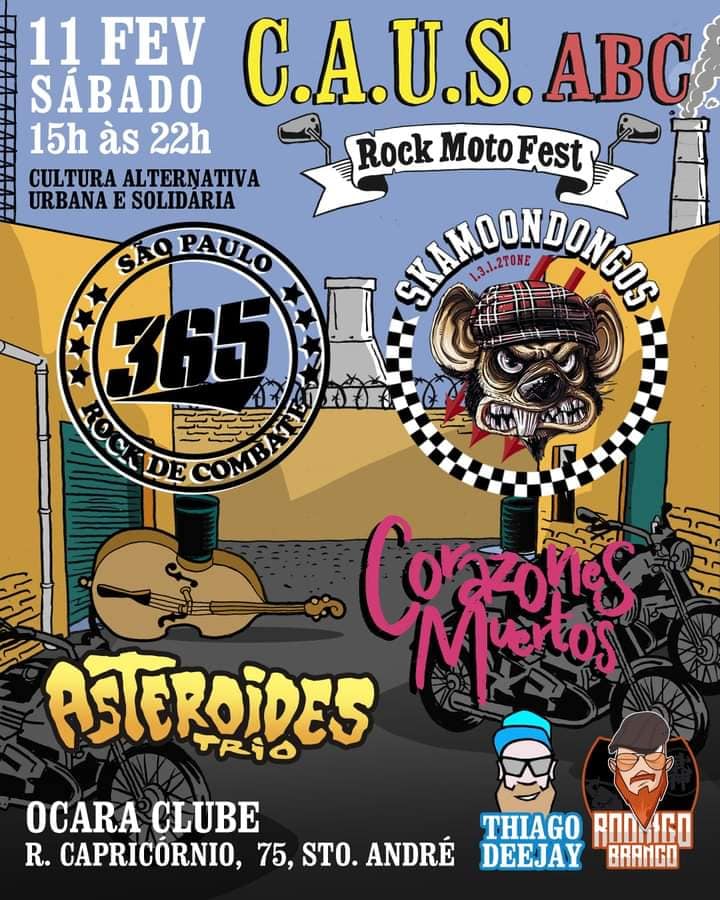 11 FEV
SÁBADO
15h às 22h
CULTURA ALTERNATIVA
URBANA E SOLIDÁRIA
C.A.U.S. ABC
Rock Moto Fest
SÃO PAULO
365
ROCK DE COMBATE
SKAMOONDONGOS
1.3.1.2TONE
Corazones
Muertos
ASTEROIDES
TRIO
OCARA CLUBE
R. CAPRICÓRNIO, 75, STO. ANDRÉ
THIAGO
DEEJAY
RODRIGO
BRANCO